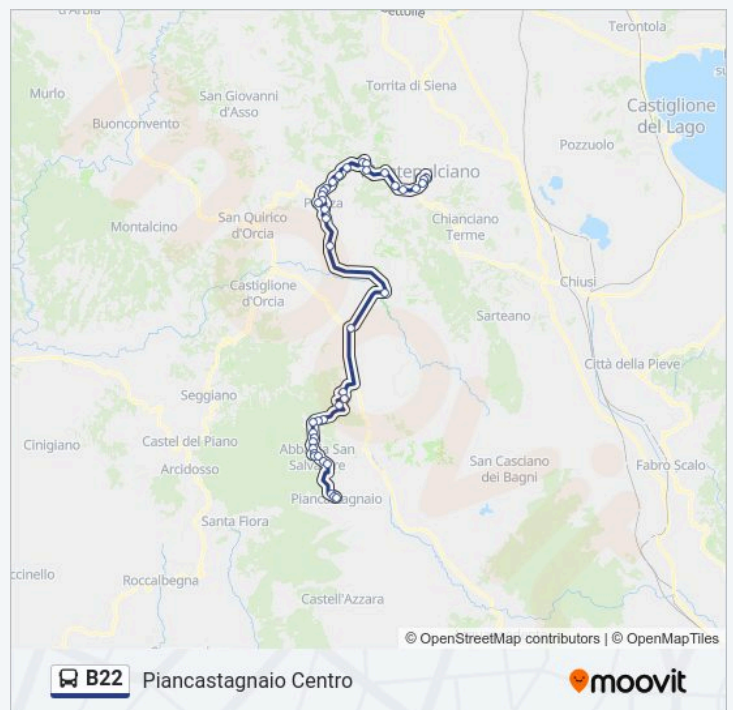 d'Arbia
Bettolle
Terontola
Torrita di Siena
Murlo
San Giovanni
d'Asso
Castiglione
del Lago
Buonconvento
Pozzuolo
San Quirico
d'Orcia
Chianciano
Terme
Montalcino
Chiusi
Castiglione
d'Orcia
Sarteano
Città della Pieve
Seggiano
Castel del Piano
Cinigiano
Arcidosso
San Casciano
dei Bagni
Fabro Scalo
Santa Fiora
Roccalbegna
Castell'Azzara
© OpenStreetMap contributors | © OpenMapTiles
B22 Piancastagnaio Centro
moovit